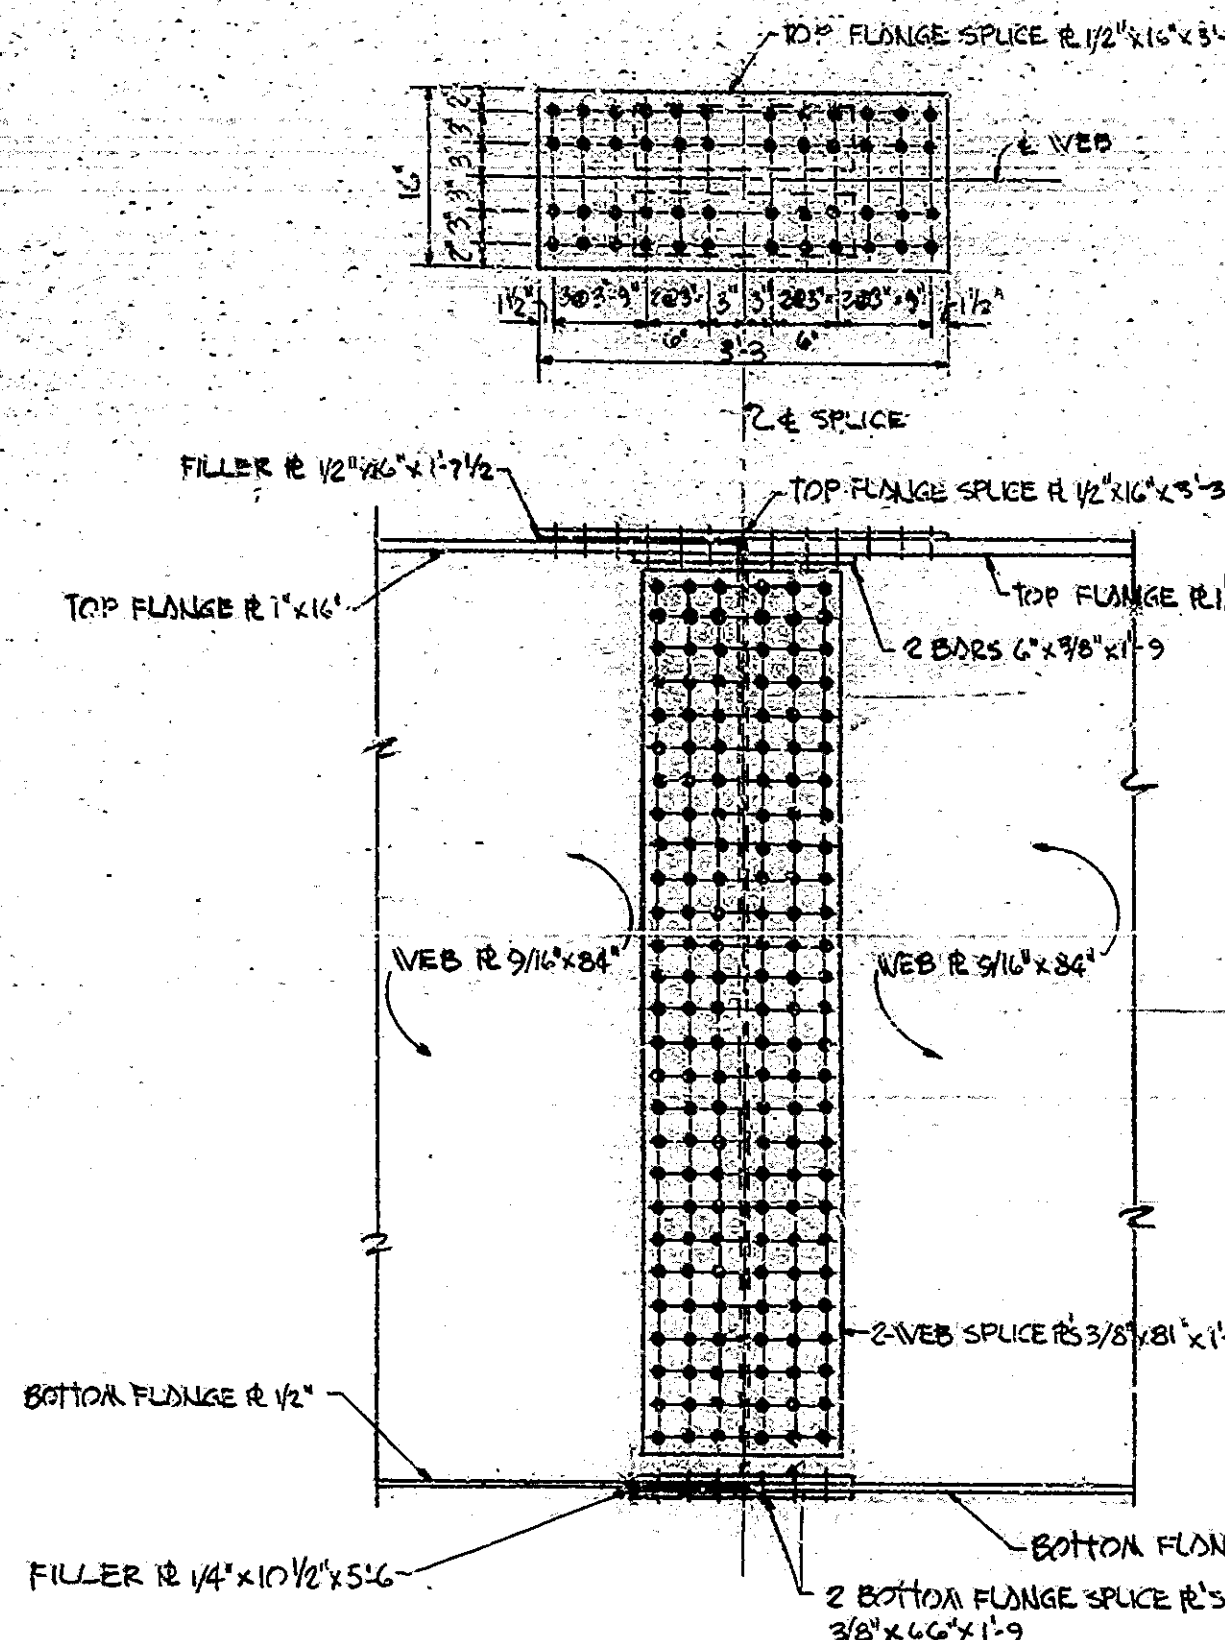 TOP FLANGE SPLICE ⅊ 1/2"x16"x3'-
2"
3"
3"
3"
3"
2"
16"
℄ WEB
1½" 3@3"=9" 2@3"= 3" 3" 2@3"= 9" 1½"
6" 6"
3'-3
℄ SPLICE
FILLER ⅊ 1/2"x16"x1'-7½
TOP FLANGE SPLICE ⅊ 1/2"x16"x3'-3
TOP FLANGE ⅊ 1"x16"
TOP FLANGE ⅊ 1
2 BARS 6"x3/8"x1'-9
WEB ⅊ 9/16"x84"
WEB ⅊ 9/16"x84"
2-WEB SPLICE ⅊'S 3/8"x81"x1'-
BOTTOM FLANGE ⅊ 1/2"
FILLER ⅊ 1/4"x10½"x5'-6
BOTTOM FLAN
2 BOTTOM FLANGE SPLICE ⅊'S
3/8"x66"x1'-9